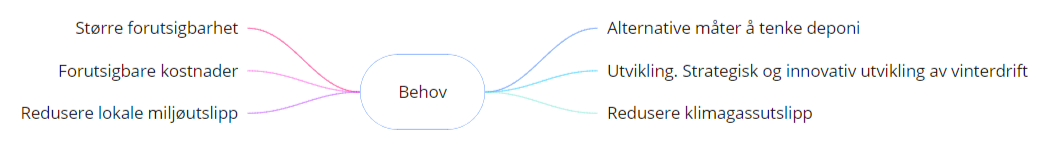 Større forutsigbarhet
Forutsigbare kostnader
Redusere lokale miljøutslipp
Behov
Alternative måter å tenke deponi
Utvikling. Strategisk og innovativ utvikling av vinterdrift
Redusere klimagassutslipp